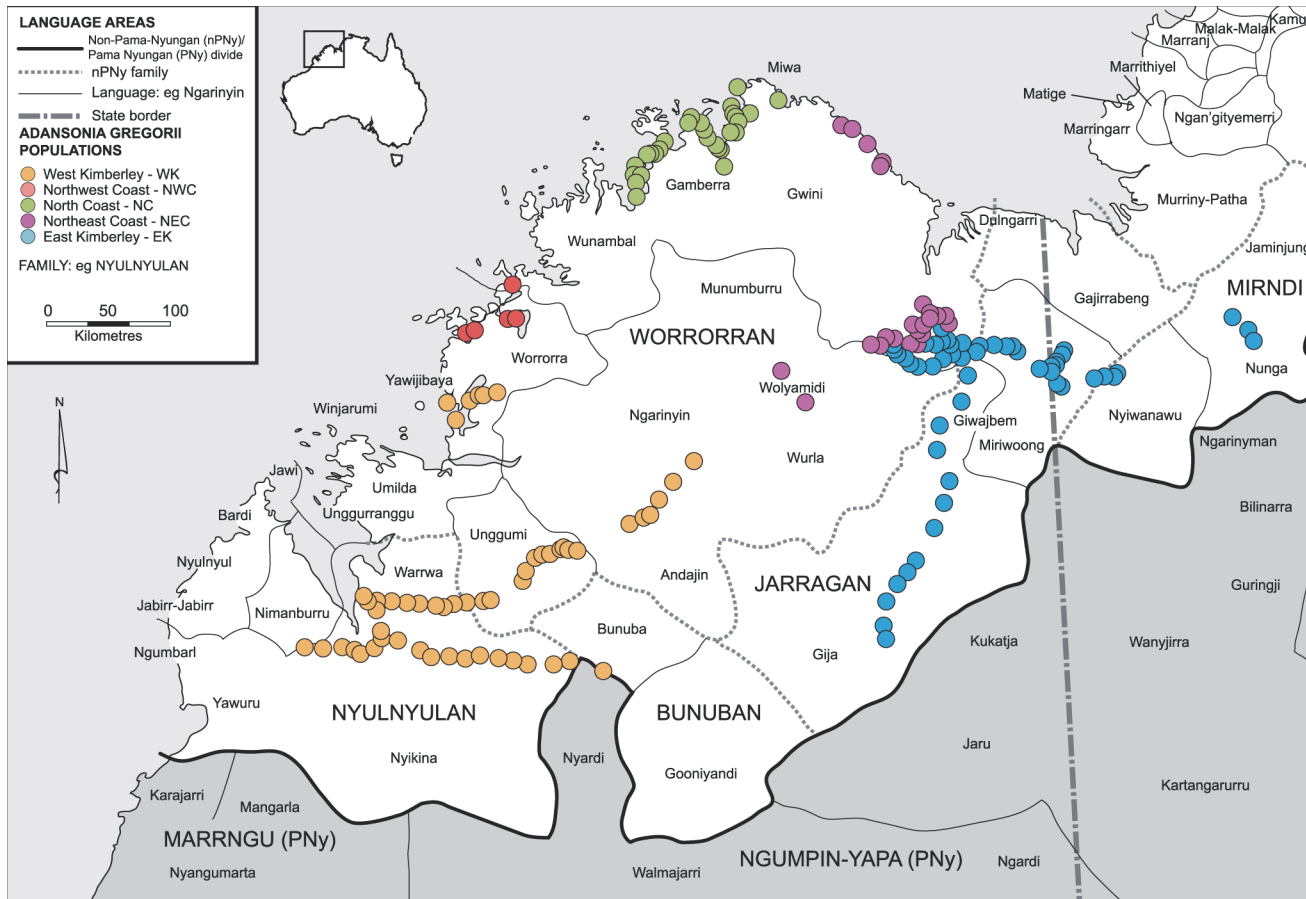 LANGUAGE AREAS
Non-Pama-Nyungan (nPNy)/
Pama Nyungan (PNy) divide
nPNy family
Language: eg Ngarinyin
State border
ADANSONIA GREGORII
POPULATIONS
West Kimberley - WK
Northwest Coast - NWC
North Coast - NC
Northeast Coast - NEC
East Kimberley - EK
FAMILY: eg NYULNYULAN
0 50 100
Kilometres
N
Kamu
Malak-Malak
Marranj
Marrithiyel
Miwa
Matige
Ngan'gityemerri
Marringarr
Gamberra
Gwini
Murriny-Patha
Dulngarri
Wunambal
Jaminjung
Munumburru
Gajirrabeng
MIRNDI
WORRORRAN
Worrorra
Nunga
Yawijibaya
Wolyamidi
Winjarumi
Ngarinyin
Giwajbem
Nyiwanawu
Miriwoong
Ngarinyman
Wurla
Jawi
Umilda
Bilinarra
Bardi
Unggurranggu
Unggumi
Nyulnyul
Warrwa
Andajin
JARRAGAN
Guringji
Jabirr-Jabirr
Nimanburru
Bunuba
Kukatja
Wanyjirra
Ngumbarl
Gija
Yawuru
NYULNYULAN
BUNUBAN
Nyikina
Nyardi
Jaru
Gooniyandi
Kartangarurru
Karajarri
Mangarla
MARRNGU (PNy)
NGUMPIN-YAPA (PNy)
Ngardi
Nyangumarta
Walmajarri